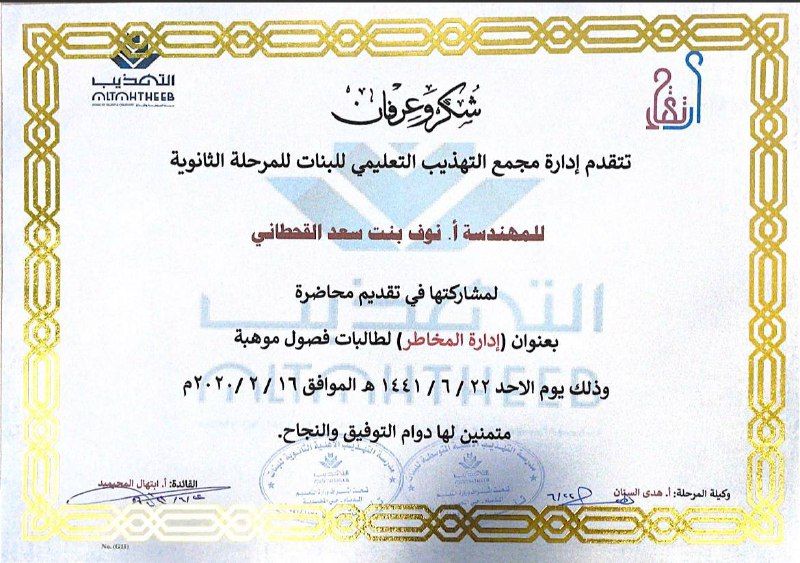 التهذيب
ALTAHTHEEB
ارتقاء
شكر وعرفان
تتقدم إدارة مجمع التهذيب التعليمي للبنات للمرحلة الثانوية
للمهندسة أ. نوف بنت سعد القحطاني
لمشاركتها في تقديم محاضرة
بعنوان (إدارة المخاطر) لطالبات فصول موهبة
وذلك يوم الاحد ٢٢ / ٦ / ١٤٤١ هـ الموافق ١٦ / ٢ / ٢٠٢٠م
متمنين لها دوام التوفيق والنجاح.
وكيلة المرحلة: أ. هدى السنان
القائدة: أ. ابتهال المحيميد
No. (G11)